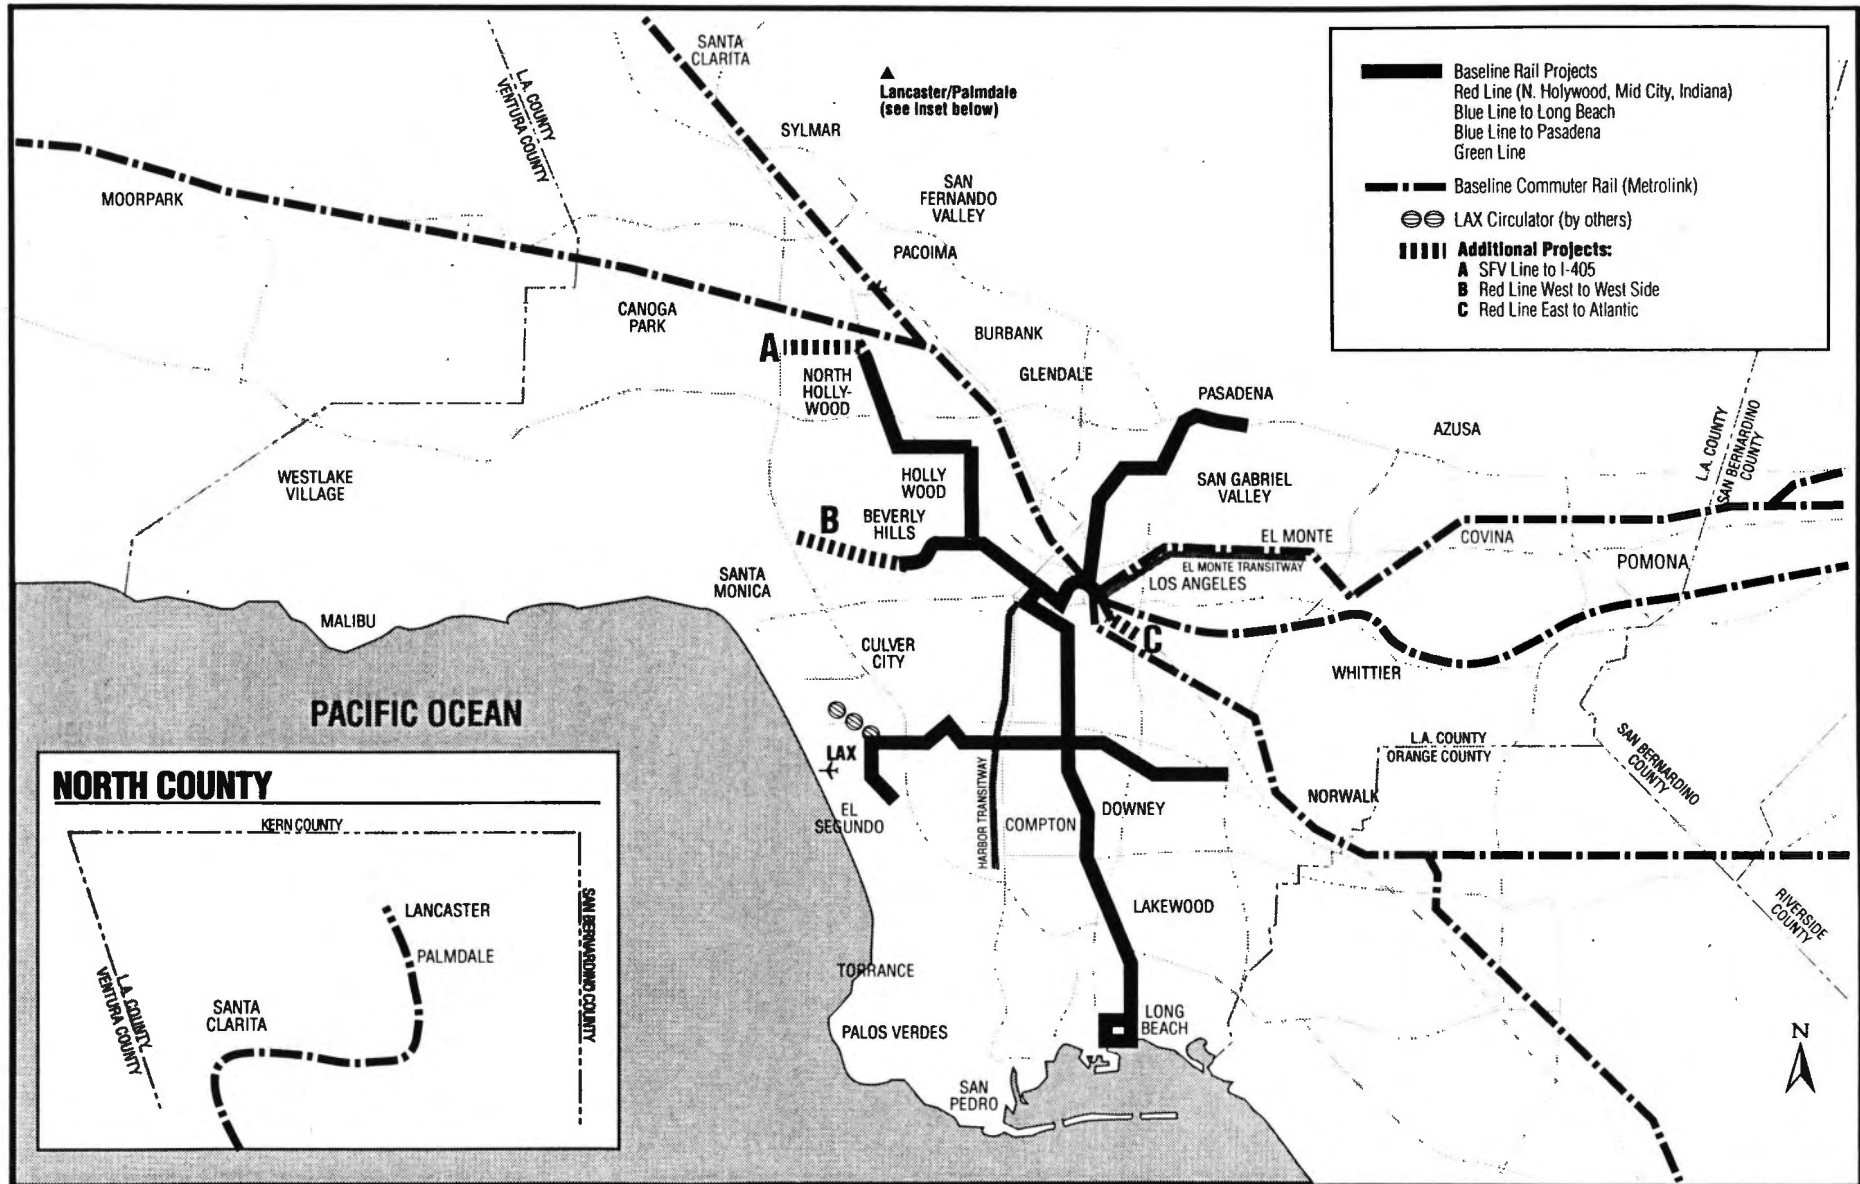 SANTA
CLARITA
L.A. COUNTY
VENTURA COUNTY
Lancaster/Palmdale
(see inset below)
SYLMAR
MOORPARK
SAN
FERNANDO
VALLEY
PACOIMA
CANOGA
PARK
BURBANK
A
NORTH
HOLLY-
WOOD
GLENDALE
PASADENA
AZUSA
L.A. COUNTY
SAN BERNARDINO
COUNTY
WESTLAKE
VILLAGE
HOLLY
WOOD
SAN GABRIEL
VALLEY
B
BEVERLY
HILLS
EL MONTE
COVINA
EL MONTE TRANSITWAY
POMONA
SANTA
MONICA
LOS ANGELES
MALIBU
C
CULVER
CITY
WHITTIER
PACIFIC OCEAN
LAX
L.A. COUNTY
ORANGE COUNTY
SAN BERNARDINO
COUNTY
HARBOR TRANSITWAY
NORWALK
DOWNEY
EL
SEGUNDO
COMPTON
LAKEWOOD
RIVERSIDE
COUNTY
TORRANCE
PALOS VERDES
LONG
BEACH
SAN
PEDRO
N
Baseline Rail Projects
Red Line (N. Holywood, Mid City, Indiana)
Blue Line to Long Beach
Blue Line to Pasadena
Green Line
Baseline Commuter Rail (Metrolink)
LAX Circulator (by others)
Additional Projects:
A SFV Line to I-405
B Red Line West to West Side
C Red Line East to Atlantic
NORTH COUNTY
KERN COUNTY
LANCASTER
PALMDALE
SANTA
CLARITA
L.A. COUNTY
VENTURA COUNTY
SAN BERNARDINO COUNTY